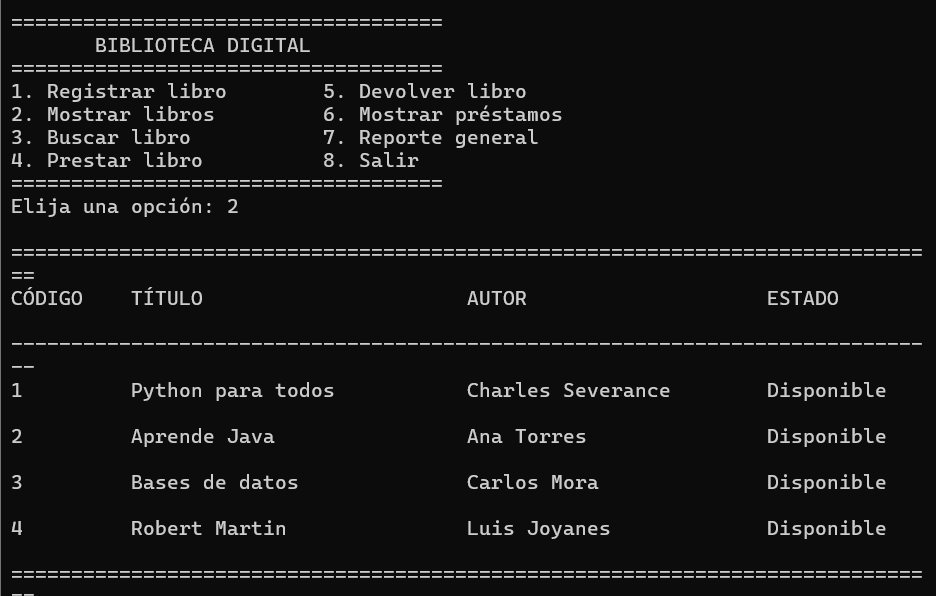 ====================================
       BIBLIOTECA DIGITAL
====================================
1. Registrar libro        5. Devolver libro
2. Mostrar libros         6. Mostrar préstamos
3. Buscar libro           7. Reporte general
4. Prestar libro          8. Salir
====================================
Elija una opción: 2

============================================================================
==
CÓDIGO    TÍTULO                      AUTOR                    ESTADO

----------------------------------------------------------------------------
--
1         Python para todos           Charles Severance        Disponible

2         Aprende Java                Ana Torres               Disponible

3         Bases de datos              Carlos Mora              Disponible

4         Robert Martin               Luis Joyanes             Disponible

============================================================================
==